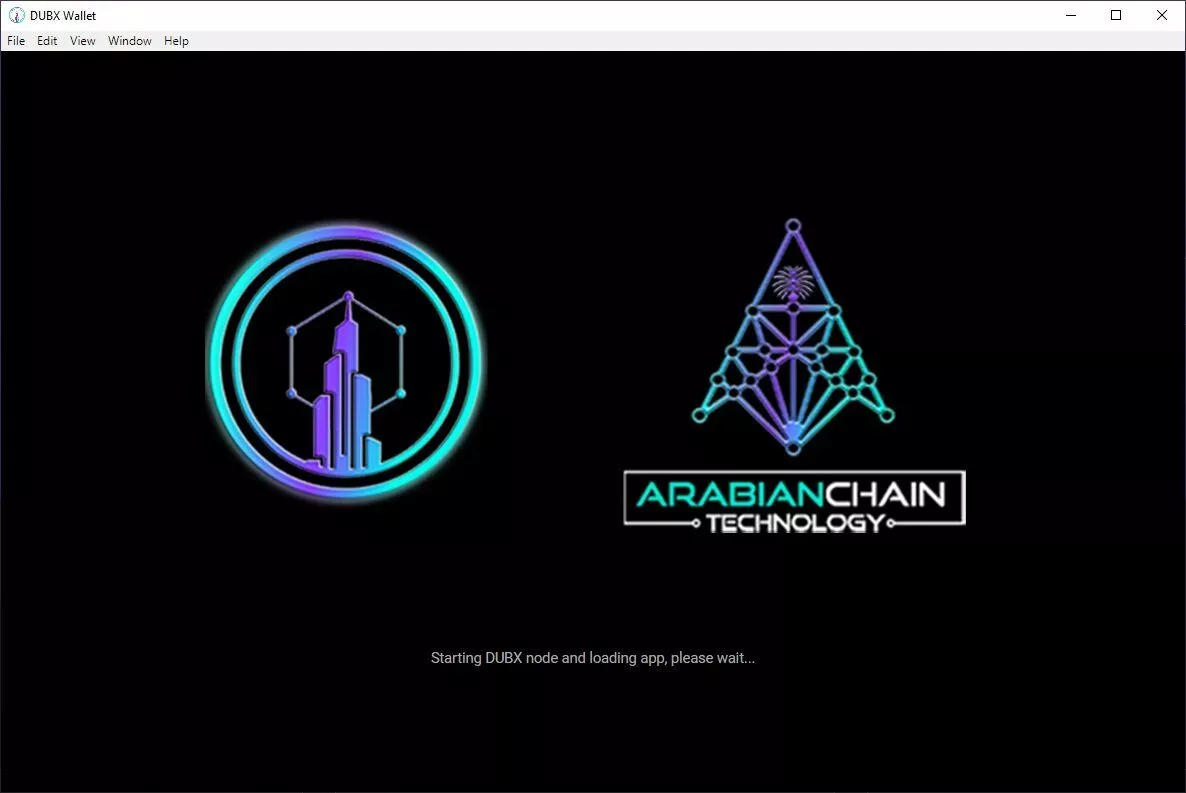 DUBX Wallet
File Edit View Window Help
ARABIANCHAIN
TECHNOLOGY
Starting DUBX node and loading app, please wait...